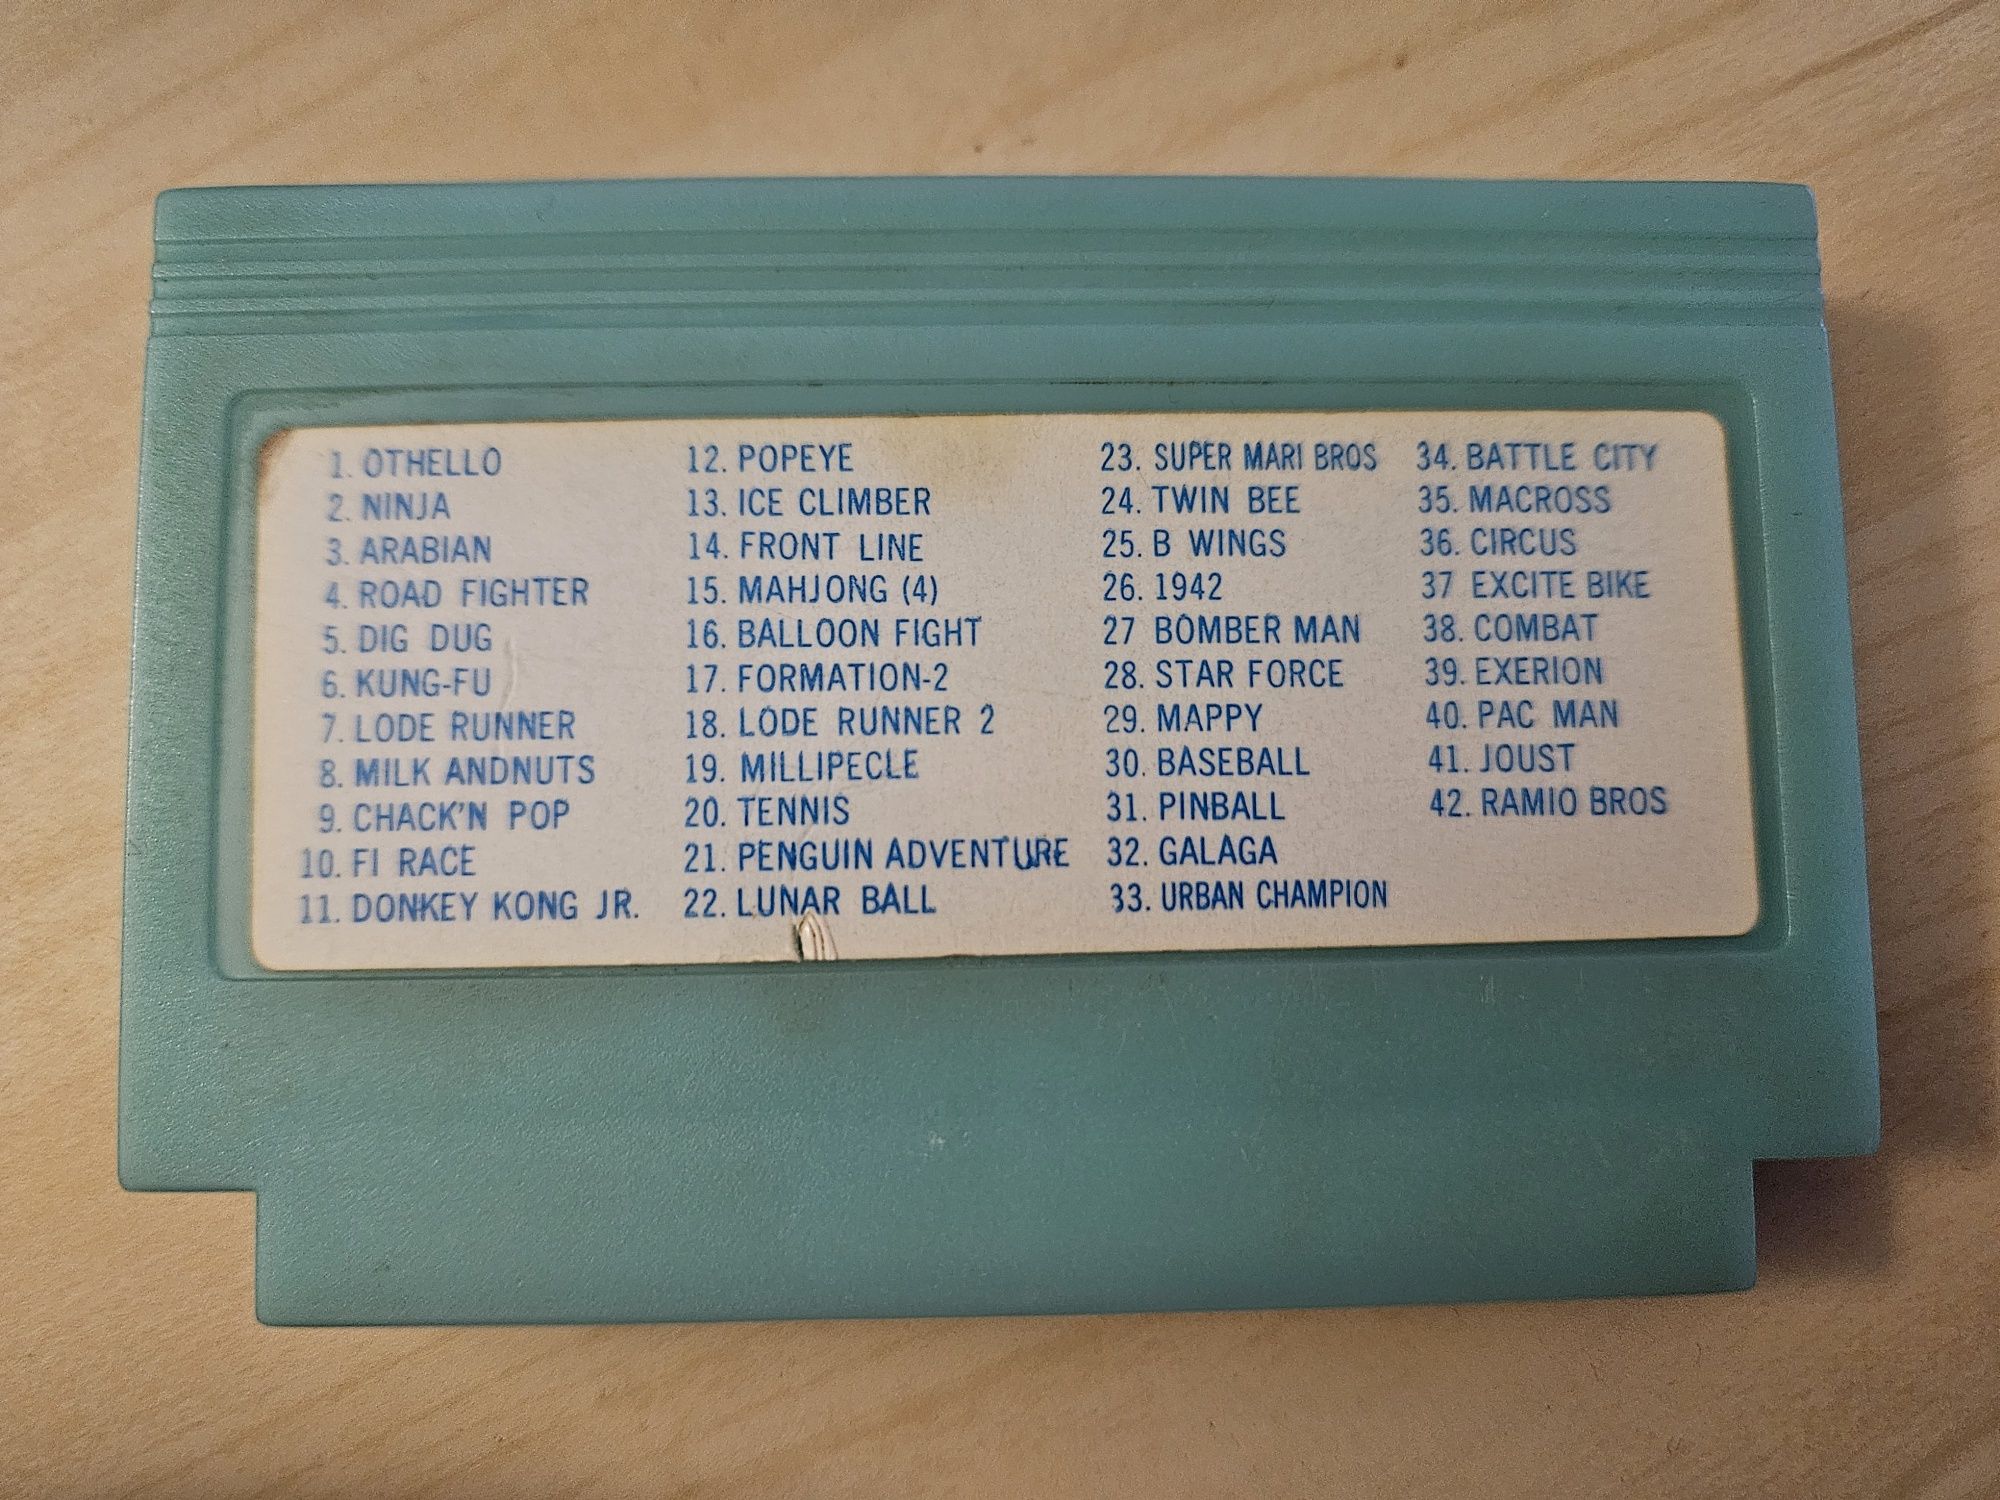 1. OTHELLO
2. NINJA
3. ARABIAN
4. ROAD FIGHTER
5. DIG DUG
6. KUNG-FU
7. LODE RUNNER
8. MILK ANDNUTS
9. CHACK'N POP
10. FI RACE
11. DONKEY KONG JR.
12. POPEYE
13. ICE CLIMBER
14. FRONT LINE
15. MAHJONG (4)
16. BALLOON FIGHT
17. FORMATION-2
18. LODE RUNNER 2
19. MILLIPECLE
20. TENNIS
21. PENGUIN ADVENTURE
22. LUNAR BALL
23. SUPER MARI BROS
24. TWIN BEE
25. B WINGS
26. 1942
27 BOMBER MAN
28. STAR FORCE
29. MAPPY
30. BASEBALL
31. PINBALL
32. GALAGA
33. URBAN CHAMPION
34. BATTLE CITY
35. MACROSS
36. CIRCUS
37 EXCITE BIKE
38. COMBAT
39. EXERION
40. PAC MAN
41. JOUST
42. RAMIO BROS